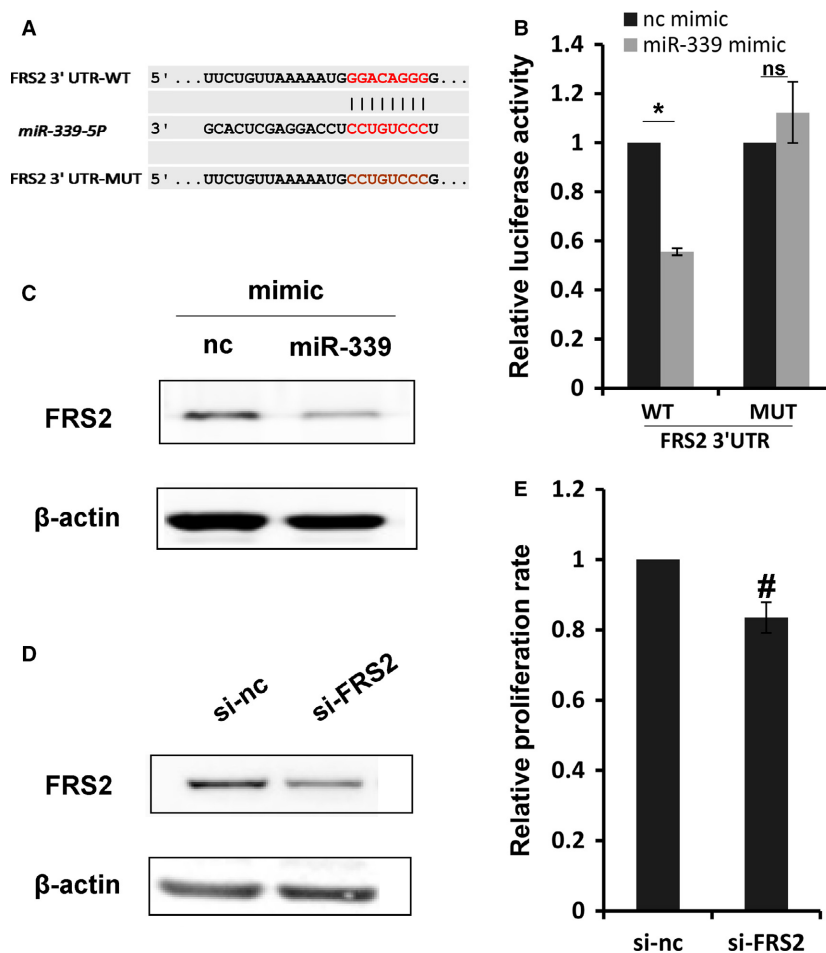 A
FRS2 3' UTR-WT 5' ...UUCUGUUAAAAAUGGGACAGGGG...
miR-339-5P 3' GCACUCGAGGACCUCCUGUCCCU
FRS2 3' UTR-MUT 5' ...UUCUGUUAAAAAUGCCUGUCCCG...
B
nc mimic
miR-339 mimic
Relative luciferase activity
1.4
1.2
1
0.8
0.6
0.4
0.2
0
*
ns
WT MUT
FRS2 3'UTR
C
mimic
nc miR-339
FRS2
β-actin
D
si-nc si-FRS2
FRS2
β-actin
E
Relative proliferation rate
1.2
1
0.8
0.6
0.4
0.2
0
#
si-nc si-FRS2